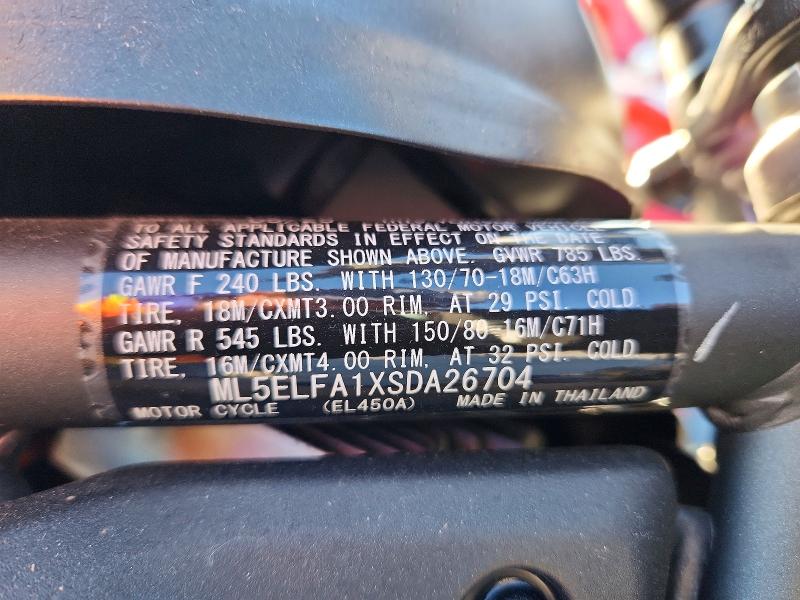 TO ALL APPLICABLE FEDERAL MOTOR VEHICLE
SAFETY STANDARDS IN EFFECT ON THE DATE
OF MANUFACTURE SHOWN ABOVE. GVWR 785 LBS.
GAWR F 240 LBS. WITH 130/70-18M/C63H
TIRE, 18M/CXMT3.00 RIM, AT 29 PSI. COLD
GAWR R 545 LBS. WITH 150/80-16M/C71H
TIRE, 16M/CXMT4.00 RIM, AT 32 PSI. COLD
ML5ELFA1XSDA26704
MOTOR CYCLE (EL450A) MADE IN THAILAND